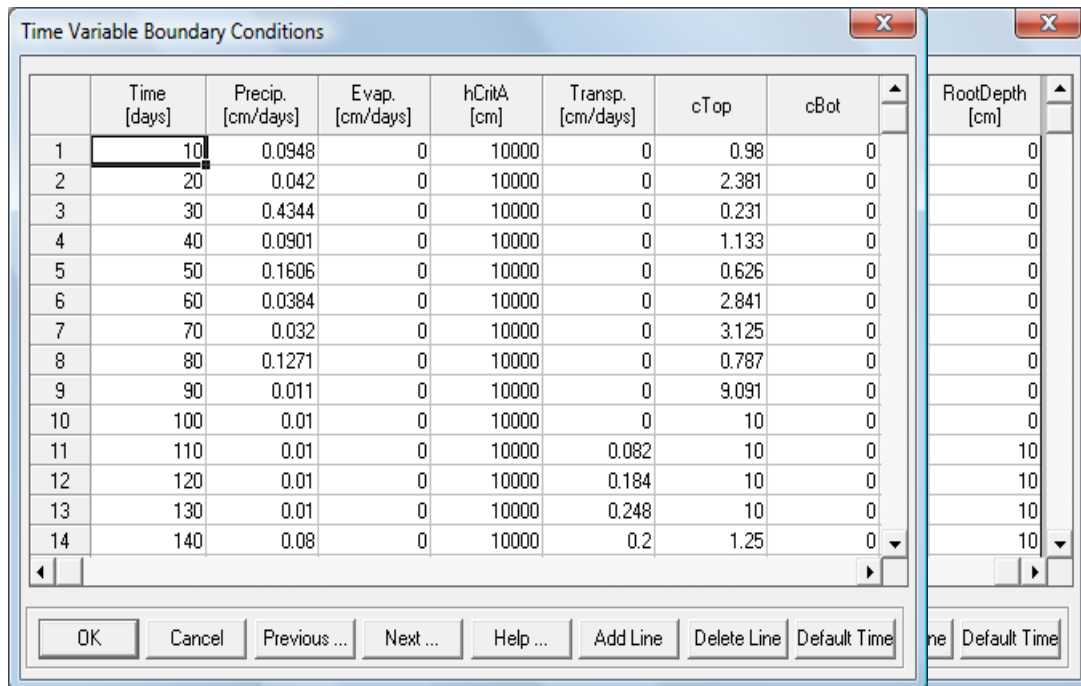 Time Variable Boundary Conditions
Time [days] Precip. [cm/days] Evap. [cm/days] hCritA [cm] Transp. [cm/days] cTop cBot RootDepth [cm]
1 10 0.0948 0 10000 0 0.98 0 0
2 20 0.042 0 10000 0 2.381 0 0
3 30 0.4344 0 10000 0 0.231 0 0
4 40 0.0901 0 10000 0 1.133 0 0
5 50 0.1606 0 10000 0 0.626 0 0
6 60 0.0384 0 10000 0 2.841 0 0
7 70 0.032 0 10000 0 3.125 0 0
8 80 0.1271 0 10000 0 0.787 0 0
9 90 0.011 0 10000 0 9.091 0 0
10 100 0.01 0 10000 0 10 0 0
11 110 0.01 0 10000 0.082 10 0 10
12 120 0.01 0 10000 0.184 10 0 10
13 130 0.01 0 10000 0.248 10 0 10
14 140 0.08 0 10000 0.2 1.25 0 10
OK Cancel Previous ... Next ... Help ... Add Line Delete Line Default Time ne Default Time